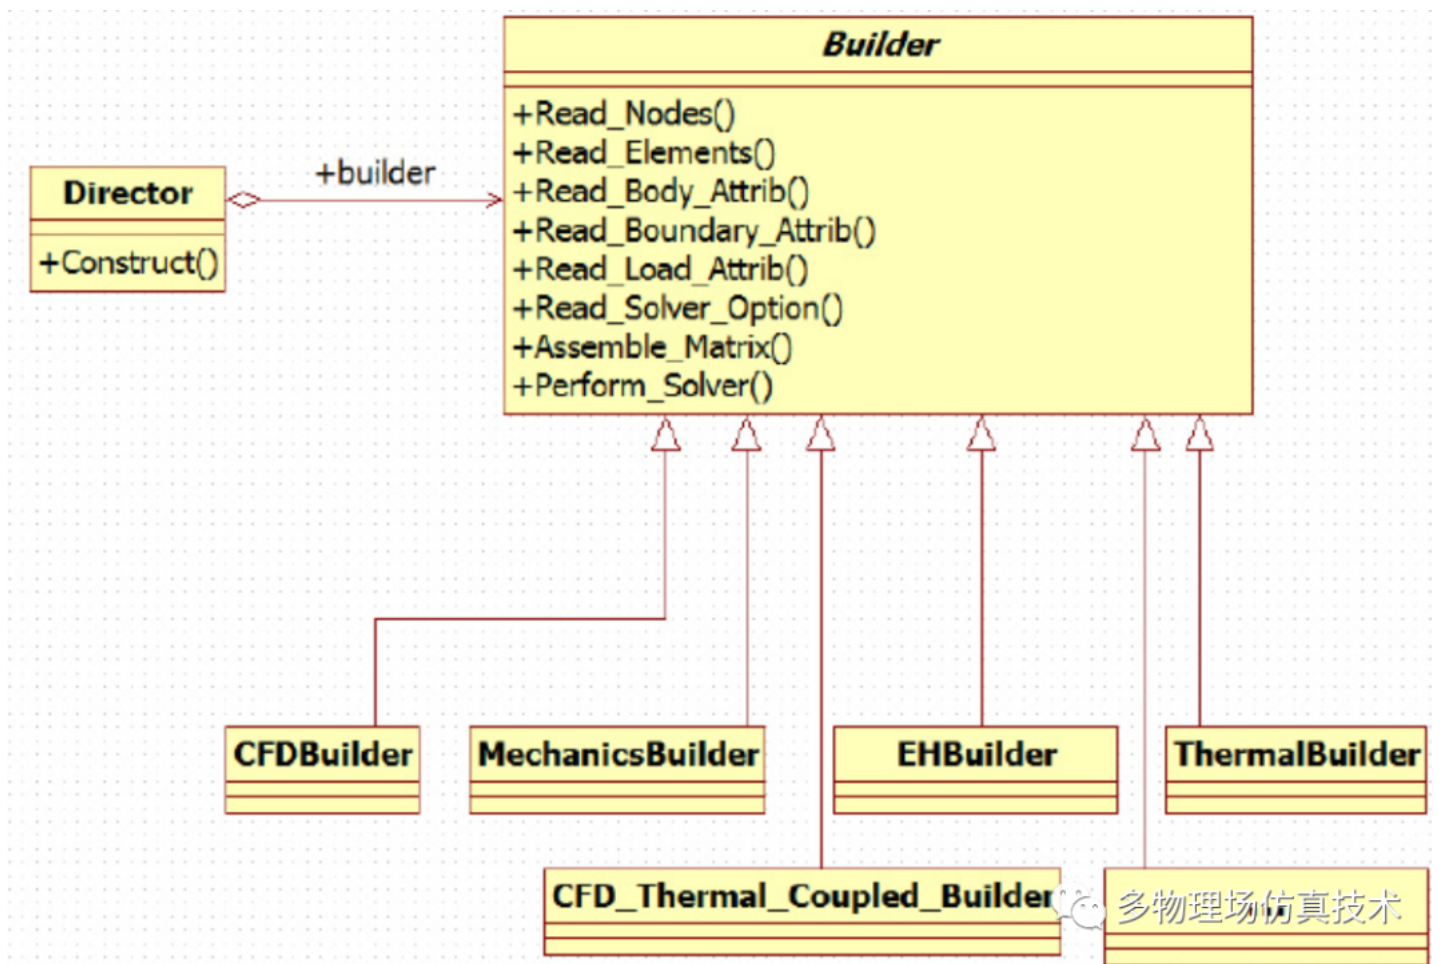 Builder
+Read_Nodes()
+Read_Elements()
+Read_Body_Attrib()
+Read_Boundary_Attrib()
+Read_Load_Attrib()
+Read_Solver_Option()
+Assemble_Matrix()
+Perform_Solver()
+builder
Director
+Construct()
CFDBuilder
MechanicsBuilder
EHBuilder
ThermalBuilder
CFD_Thermal_Coupled_Builder
多物理场仿真技术